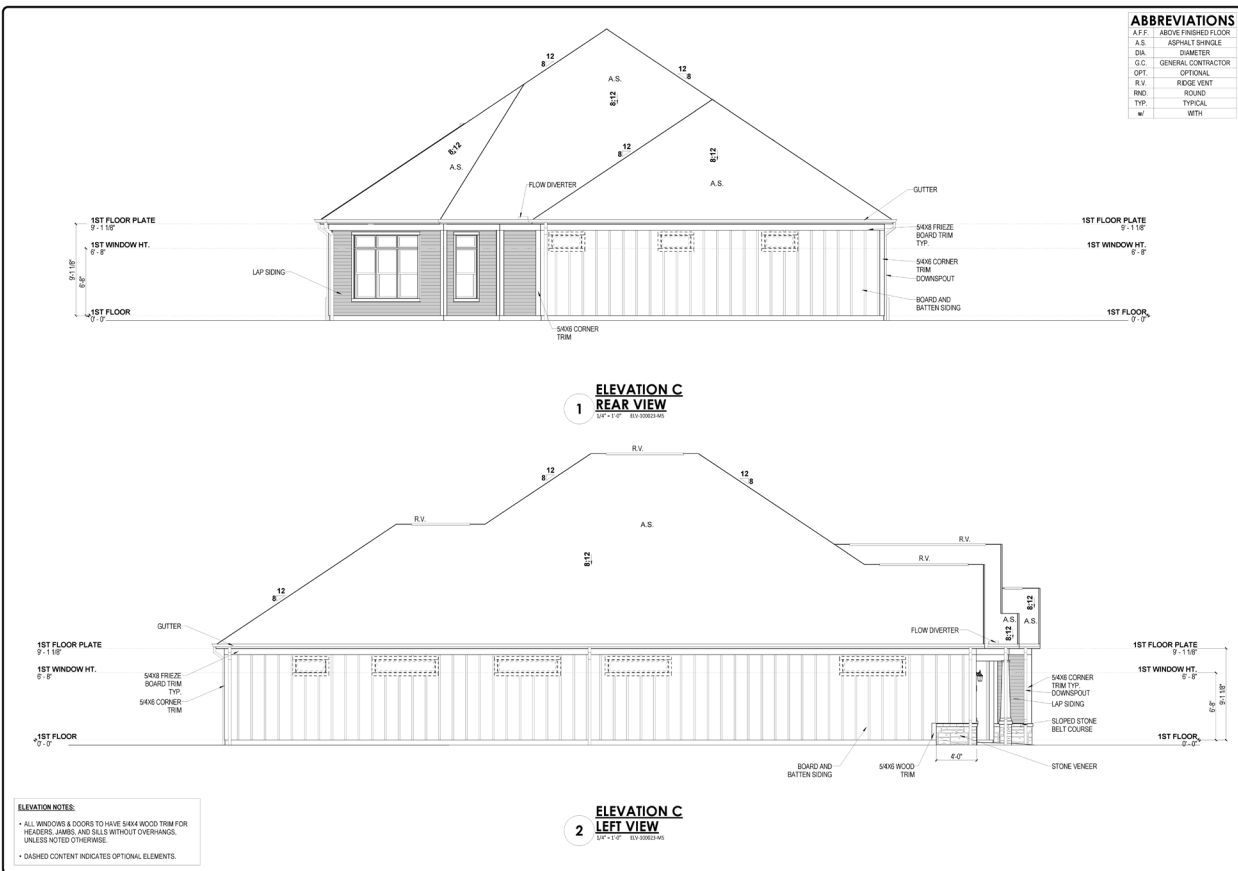 ABBREVIATIONS
A.F.F. ABOVE FINISHED FLOOR
A.S. ASPHALT SHINGLE
DIA. DIAMETER
G.C. GENERAL CONTRACTOR
OPT. OPTIONAL
R.V. RIDGE VENT
RND. ROUND
TYP. TYPICAL
w/ WITH
12
8
12
8
A.S.
8:12
8:12
A.S.
12
8
8:12
A.S.
FLOW DIVERTER
GUTTER
1ST FLOOR PLATE
9' - 1 1/8"
1ST WINDOW HT.
6' - 8"
9'-1 1/8"
6'-8"
LAP SIDING
1ST FLOOR
0' - 0"
5/4X6 CORNER
TRIM
5/4X8 FRIEZE
BOARD TRIM
TYP.
5/4X6 CORNER
TRIM
DOWNSPOUT
BOARD AND
BATTEN SIDING
1ST FLOOR PLATE
9' - 1 1/8"
1ST WINDOW HT.
6' - 8"
1ST FLOOR
0' - 0"
1
ELEVATION C
REAR VIEW
1/4" = 1'-0" ELV-100023-MS
R.V.
12
8
12
8
R.V.
A.S.
8:12
12
8
R.V.
R.V.
8:12
A.S.
A.S.
8:12
GUTTER
FLOW DIVERTER
1ST FLOOR PLATE
9' - 1 1/8"
1ST WINDOW HT.
6' - 8"
5/4X8 FRIEZE
BOARD TRIM
TYP.
5/4X6 CORNER
TRIM
1ST FLOOR
0' - 0"
1ST FLOOR PLATE
9' - 1 1/8"
1ST WINDOW HT.
6' - 8"
5/4X6 CORNER
TRIM TYP.
DOWNSPOUT
LAP SIDING
SLOPED STONE
BELT COURSE
6'-8"
9'-1 1/8"
1ST FLOOR
0' - 0"
BOARD AND
BATTEN SIDING
5/4X6 WOOD
TRIM
4'-0"
STONE VENEER
2
ELEVATION C
LEFT VIEW
1/4" = 1'-0" ELV-100023-MS
ELEVATION NOTES:
• ALL WINDOWS & DOORS TO HAVE 5/4X4 WOOD TRIM FOR
HEADERS, JAMBS, AND SILLS WITHOUT OVERHANGS,
UNLESS NOTED OTHERWISE.
• DASHED CONTENT INDICATES OPTIONAL ELEMENTS.